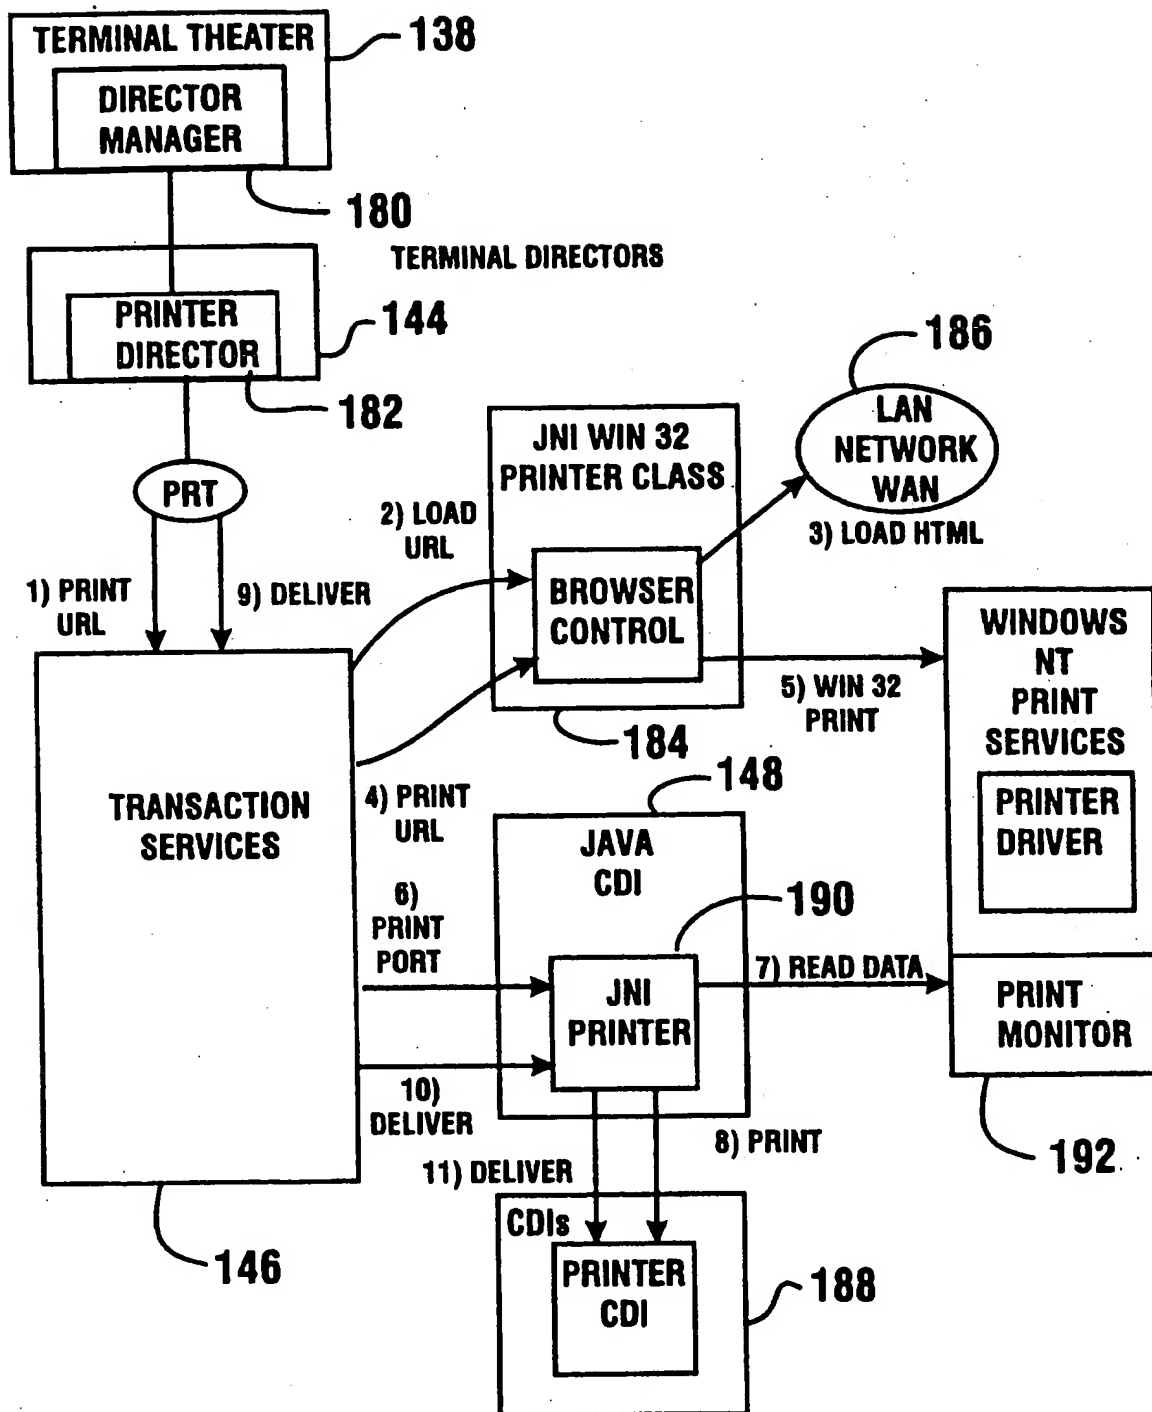 TERMINAL THEATER
138
DIRECTOR
MANAGER
180
TERMINAL DIRECTORS
PRINTER
DIRECTOR
144
182
PRT
1) PRINT
URL
9) DELIVER
2) LOAD
URL
JNI WIN 32
PRINTER CLASS
BROWSER
CONTROL
184
186
LAN
NETWORK
WAN
3) LOAD HTML
4) PRINT
URL
5) WIN 32
PRINT
WINDOWS
NT
PRINT
SERVICES
PRINTER
DRIVER
PRINT
MONITOR
192
TRANSACTION
SERVICES
146
148
JAVA
CDI
190
6)
PRINT
PORT
JNI
PRINTER
7) READ DATA
10)
DELIVER
8) PRINT
11) DELIVER
CDIs
PRINTER
CDI
188